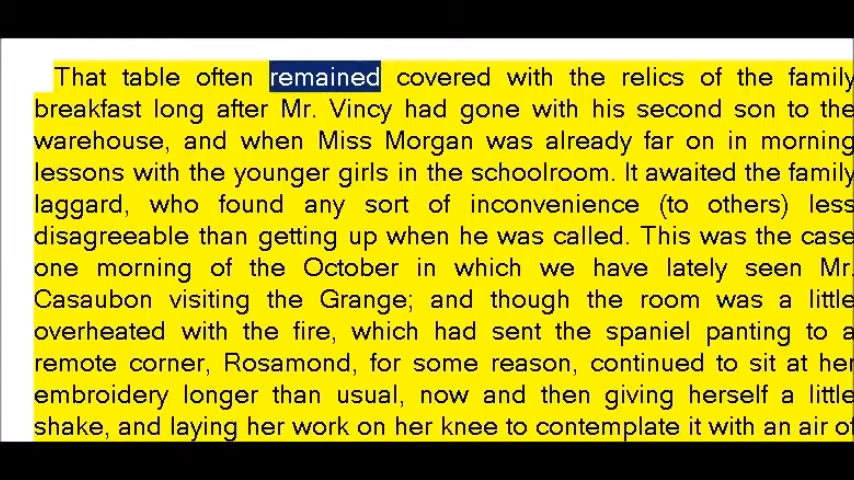 That table often remained covered with the relics of the family
breakfast long after Mr. Vincy had gone with his second son to the
warehouse, and when Miss Morgan was already far on in morning
lessons with the younger girls in the schoolroom. It awaited the family
laggard, who found any sort of inconvenience (to others) less
disagreeable than getting up when he was called. This was the case
one morning of the October in which we have lately seen Mr.
Casaubon visiting the Grange; and though the room was a little
overheated with the fire, which had sent the spaniel panting to a
remote corner, Rosamond, for some reason, continued to sit at her
embroidery longer than usual, now and then giving herself a little
shake, and laying her work on her knee to contemplate it with an air of